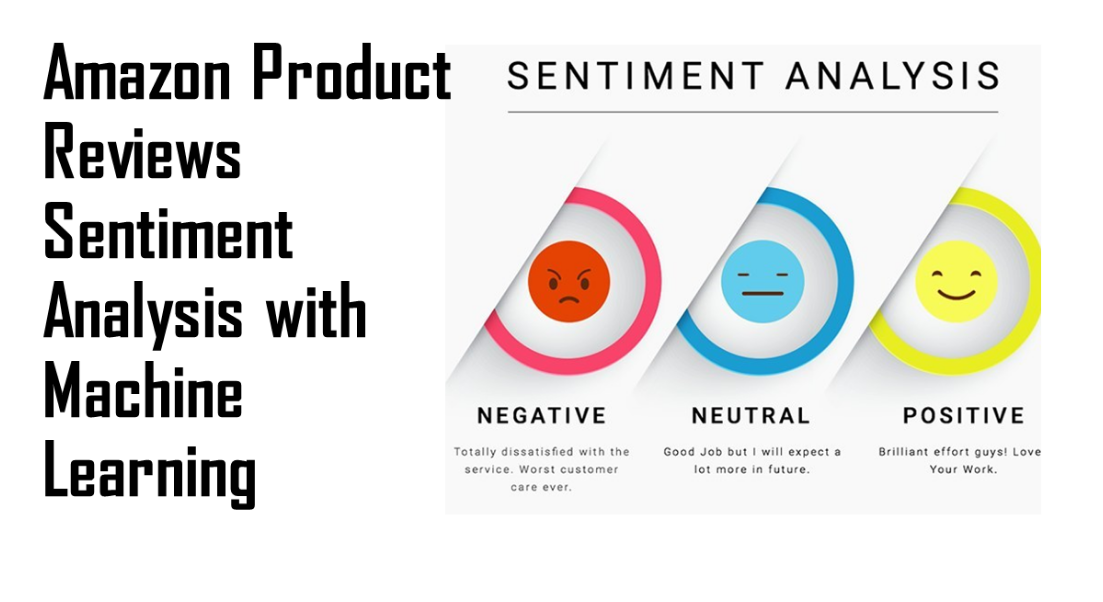 Amazon Product
Reviews
Sentiment
Analysis with
Machine
Learning
SENTIMENT ANALYSIS
NEGATIVE
Totally dissatisfied with the
service. Worst customer
care ever.
NEUTRAL
Good Job but I will expect a
lot more in future.
POSITIVE
Brilliant effort guys! Love
Your Work.